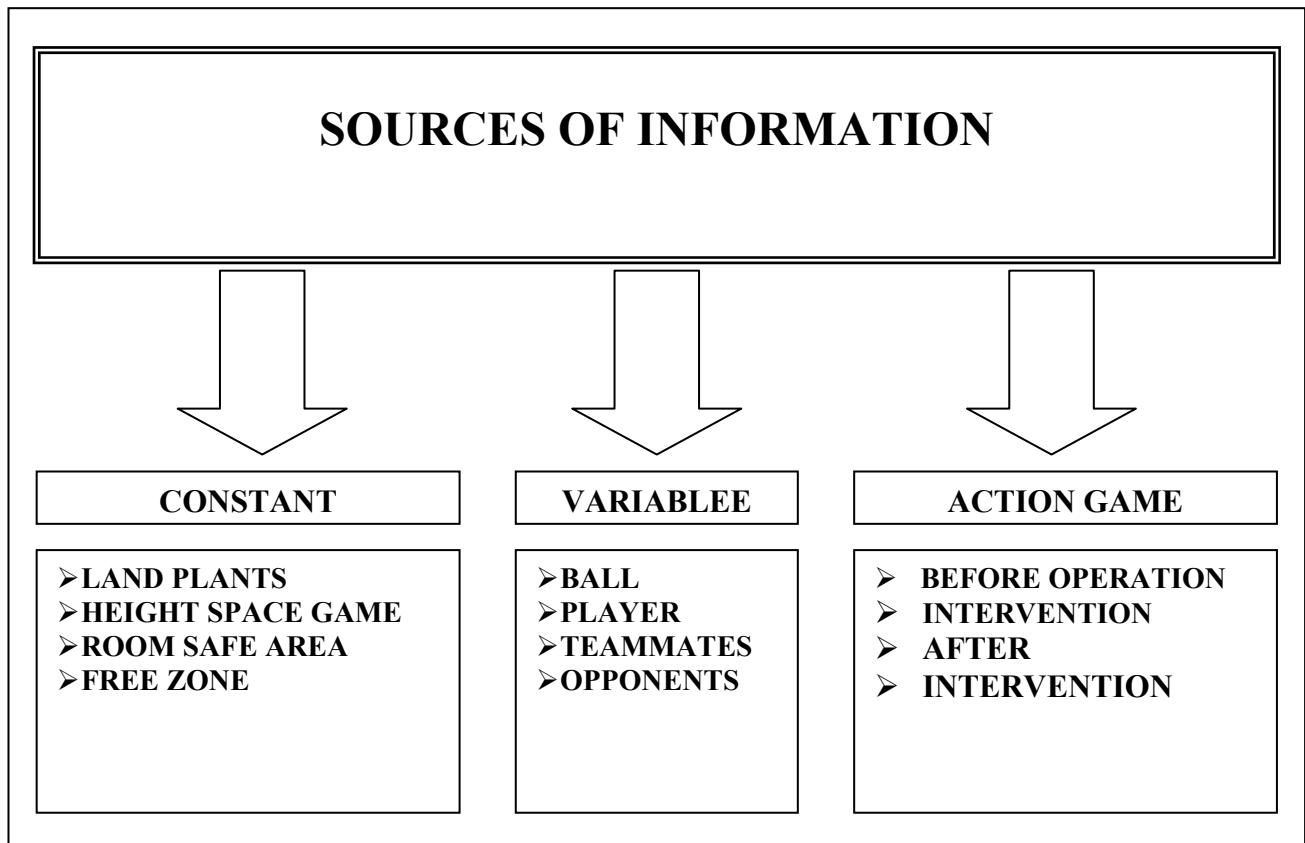 SOURCES OF INFORMATION
CONSTANT
➢LAND PLANTS
➢HEIGHT SPACE GAME
➢ROOM SAFE AREA
➢FREE ZONE
VARIABLEE
➢BALL
➢PLAYER
➢TEAMMATES
➢OPPONENTS
ACTION GAME
➢ BEFORE OPERATION
➢ INTERVENTION
➢ AFTER
➢ INTERVENTION